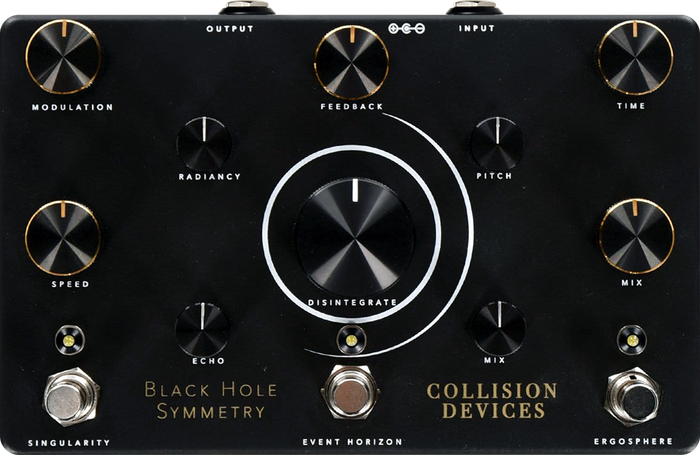 OUTPUT
INPUT
MODULATION
FEEDBACK
TIME
RADIANCY
PITCH
SPEED
DISINTEGRATE
MIX
ECHO
MIX
BLACK HOLE
SYMMETRY
COLLISION
DEVICES
SINGULARITY
EVENT HORIZON
ERGOSPHERE